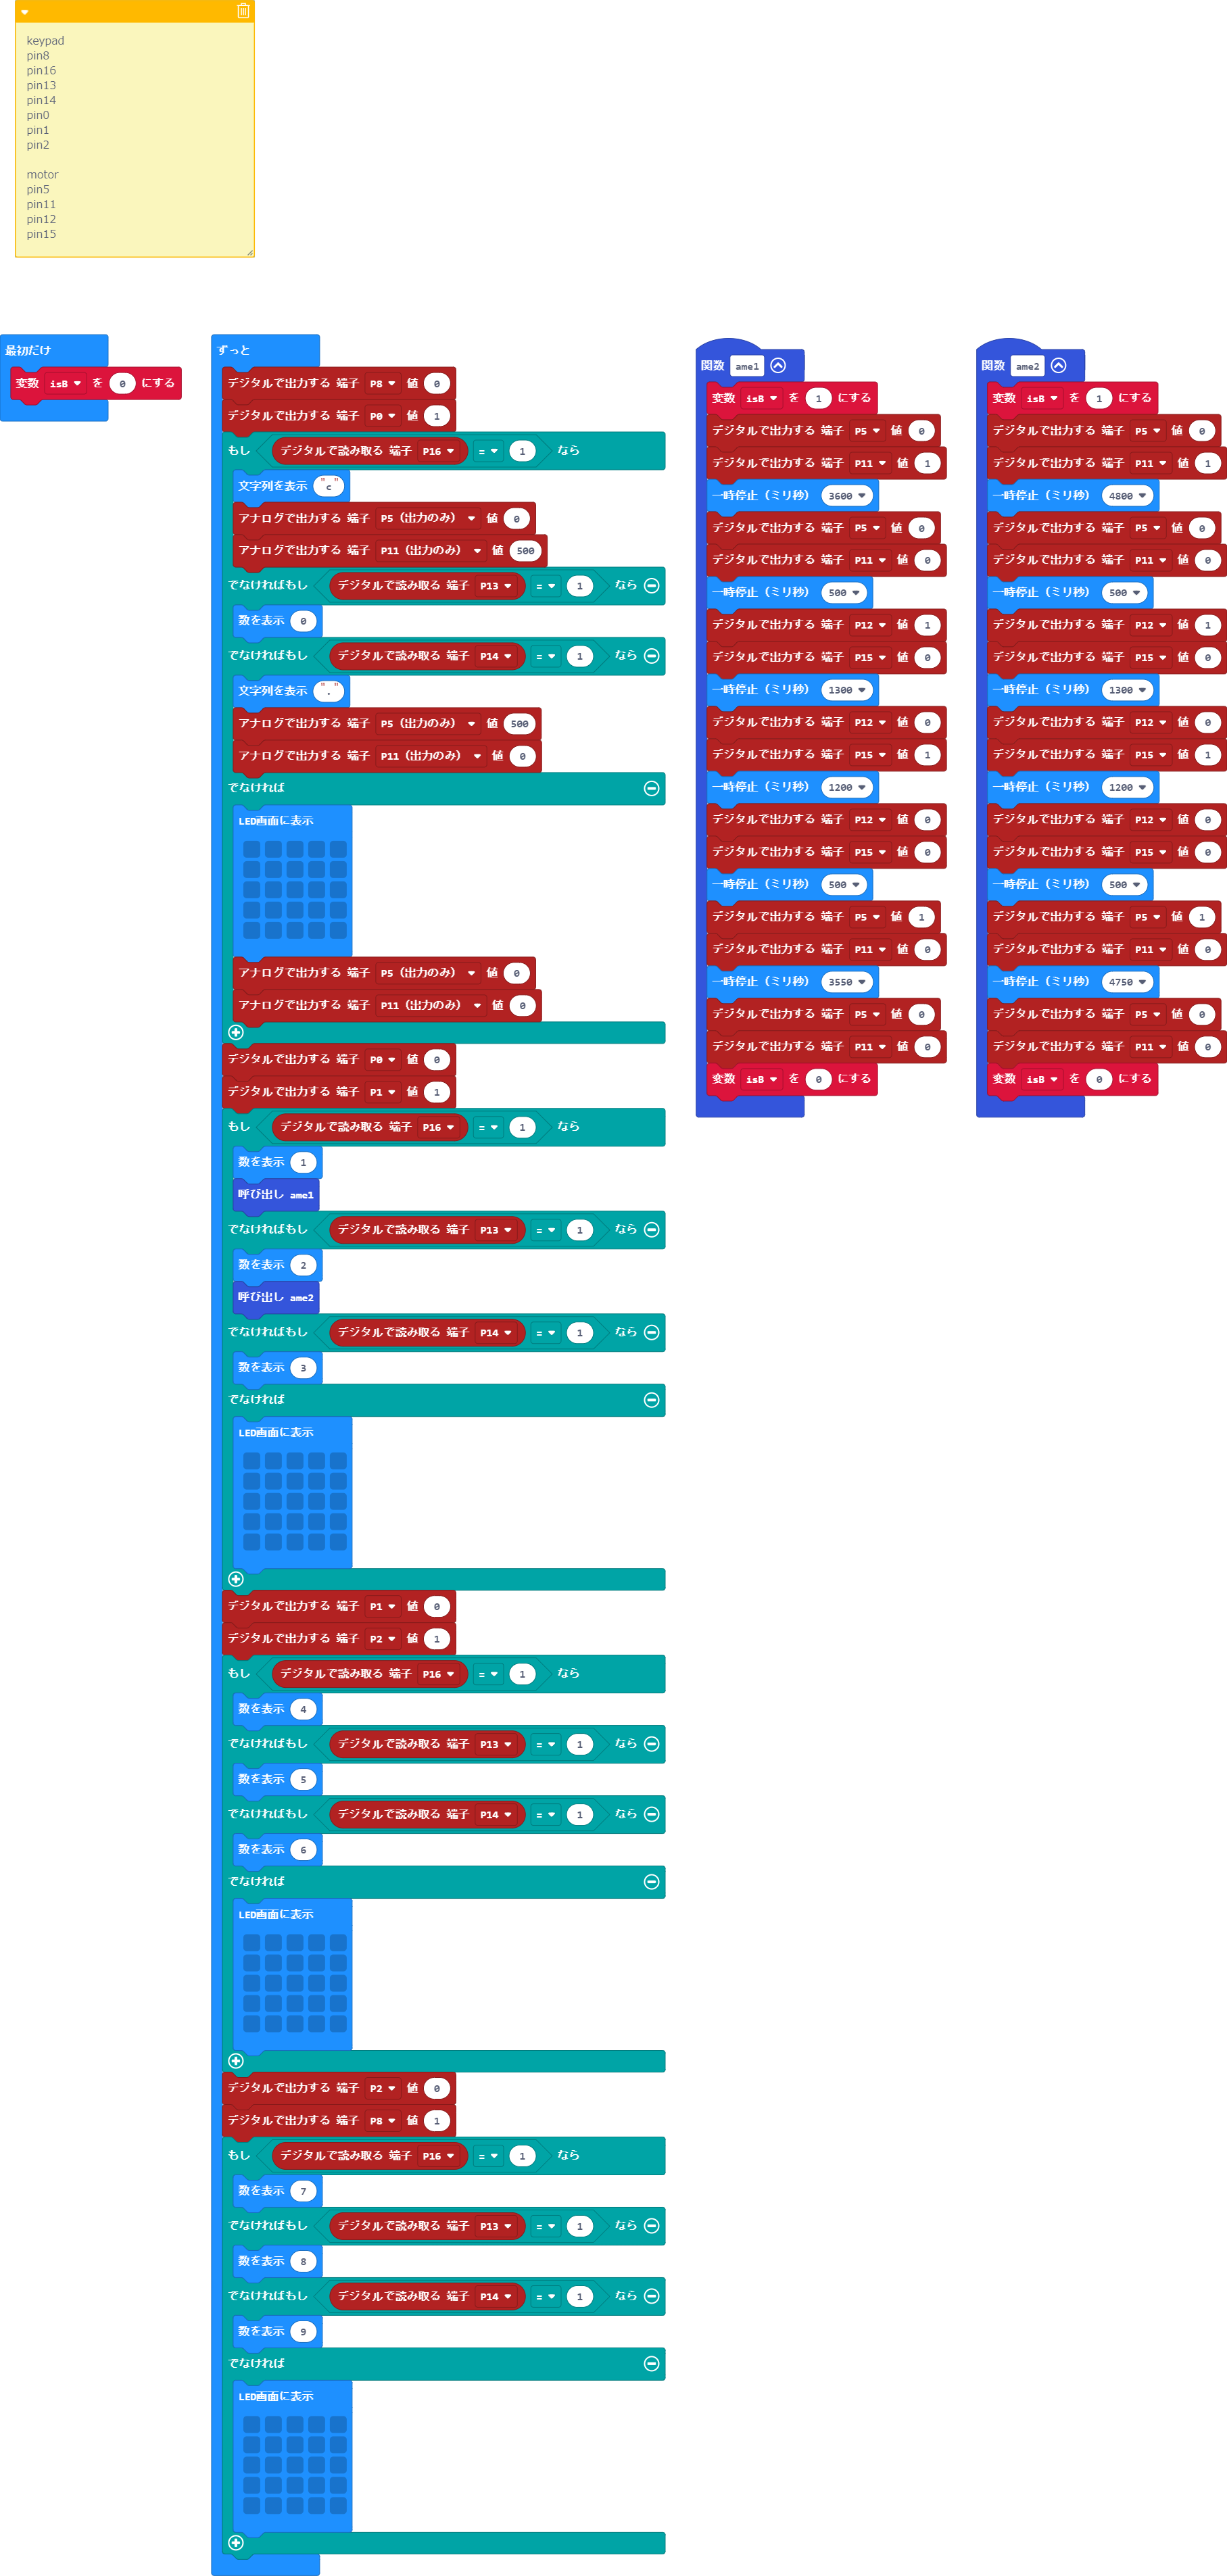 keypad
pin8
pin16
pin13
pin14
pin0
pin1
pin2
motor
pin5
pin11
pin12
pin15
最初だけ
変数 isB を 0 にする
ずっと
デジタルで出力する 端子 P8 値 0
デジタルで出力する 端子 P0 値 1
もし デジタルで読み取る 端子 P16 = 1 なら
文字列を表示 "c"
アナログで出力する 端子 P5（出力のみ） 値 0
アナログで出力する 端子 P11（出力のみ） 値 500
でなければもし デジタルで読み取る 端子 P13 = 1 なら
数を表示 0
でなければもし デジタルで読み取る 端子 P14 = 1 なら
文字列を表示 "."
アナログで出力する 端子 P5（出力のみ） 値 500
アナログで出力する 端子 P11（出力のみ） 値 0
でなければ
LED画面に表示
アナログで出力する 端子 P5（出力のみ） 値 0
アナログで出力する 端子 P11（出力のみ） 値 0
デジタルで出力する 端子 P0 値 0
デジタルで出力する 端子 P1 値 1
もし デジタルで読み取る 端子 P16 = 1 なら
数を表示 1
呼び出し ame1
でなければもし デジタルで読み取る 端子 P13 = 1 なら
数を表示 2
呼び出し ame2
でなければもし デジタルで読み取る 端子 P14 = 1 なら
数を表示 3
でなければ
LED画面に表示
デジタルで出力する 端子 P1 値 0
デジタルで出力する 端子 P2 値 1
もし デジタルで読み取る 端子 P16 = 1 なら
数を表示 4
でなければもし デジタルで読み取る 端子 P13 = 1 なら
数を表示 5
でなければもし デジタルで読み取る 端子 P14 = 1 なら
数を表示 6
でなければ
LED画面に表示
デジタルで出力する 端子 P2 値 0
デジタルで出力する 端子 P8 値 1
もし デジタルで読み取る 端子 P16 = 1 なら
数を表示 7
でなければもし デジタルで読み取る 端子 P13 = 1 なら
数を表示 8
でなければもし デジタルで読み取る 端子 P14 = 1 なら
数を表示 9
でなければ
LED画面に表示
関数 ame1
変数 isB を 1 にする
デジタルで出力する 端子 P5 値 0
デジタルで出力する 端子 P11 値 1
一時停止（ミリ秒） 3600
デジタルで出力する 端子 P5 値 0
デジタルで出力する 端子 P11 値 0
一時停止（ミリ秒） 500
デジタルで出力する 端子 P12 値 1
デジタルで出力する 端子 P15 値 0
一時停止（ミリ秒） 1300
デジタルで出力する 端子 P12 値 0
デジタルで出力する 端子 P15 値 1
一時停止（ミリ秒） 1200
デジタルで出力する 端子 P12 値 0
デジタルで出力する 端子 P15 値 0
一時停止（ミリ秒） 500
デジタルで出力する 端子 P5 値 1
デジタルで出力する 端子 P11 値 0
一時停止（ミリ秒） 3550
デジタルで出力する 端子 P5 値 0
デジタルで出力する 端子 P11 値 0
変数 isB を 0 にする
関数 ame2
変数 isB を 1 にする
デジタルで出力する 端子 P5 値 0
デジタルで出力する 端子 P11 値 1
一時停止（ミリ秒） 4800
デジタルで出力する 端子 P5 値 0
デジタルで出力する 端子 P11 値 0
一時停止（ミリ秒） 500
デジタルで出力する 端子 P12 値 1
デジタルで出力する 端子 P15 値 0
一時停止（ミリ秒） 1300
デジタルで出力する 端子 P12 値 0
デジタルで出力する 端子 P15 値 1
一時停止（ミリ秒） 1200
デジタルで出力する 端子 P12 値 0
デジタルで出力する 端子 P15 値 0
一時停止（ミリ秒） 500
デジタルで出力する 端子 P5 値 1
デジタルで出力する 端子 P11 値 0
一時停止（ミリ秒） 4750
デジタルで出力する 端子 P5 値 0
デジタルで出力する 端子 P11 値 0
変数 isB を 0 にする